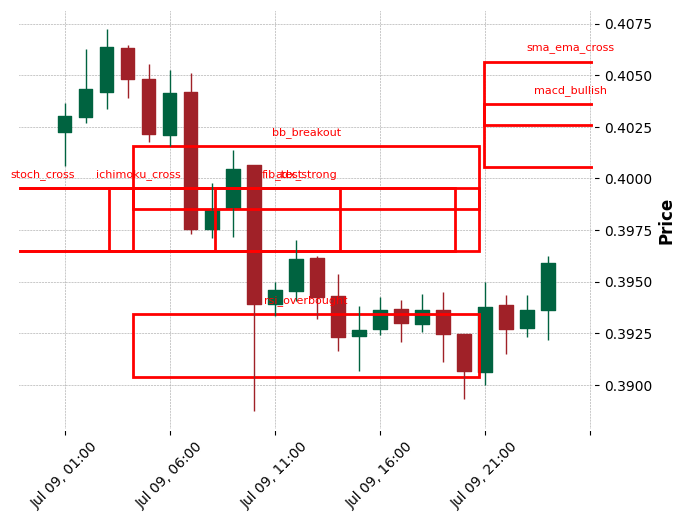 0.4075
sma_ema_cross
0.4050
macd_bullish
0.4025
bb_breakout
0.4000
stoch_cross
ichimoku_cross
0.3975
Price
0.3950
0.3925
0.3900
Jul 09, 01:00
Jul 09, 06:00
Jul 09, 11:00
Jul 09, 16:00
Jul 09, 21:00